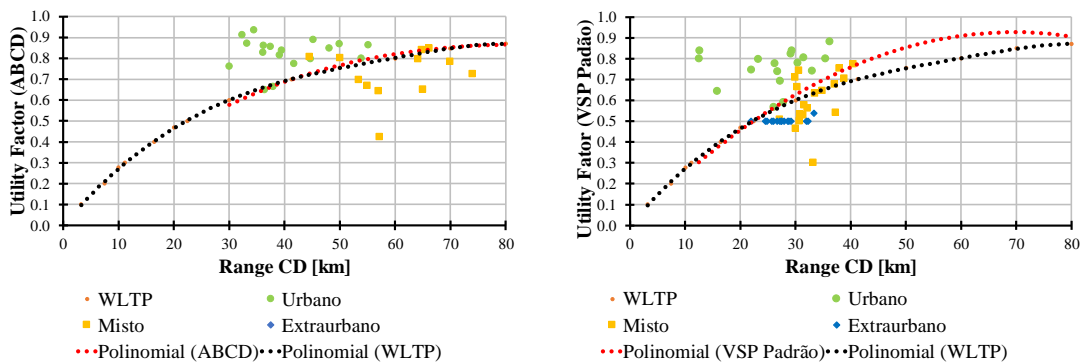 Utility Factor (ABCD)
1.0
0.9
0.8
0.7
0.6
0.5
0.4
0.3
0.2
0.1
0.0
0 10 20 30 40 50 60 70 80
Range CD [km]
WLTP Urbano
Misto Extraurbano
Polinomial (ABCD) Polinomial (WLTP)
Utility Fator (VSP Padão)
1.0
0.9
0.8
0.7
0.6
0.5
0.4
0.3
0.2
0.1
0.0
0 10 20 30 40 50 60 70 80
Range CD [km]
WLTP Urbano
Misto Extraurbano
Polinomial (VSP Padrão) Polinomial (WLTP)